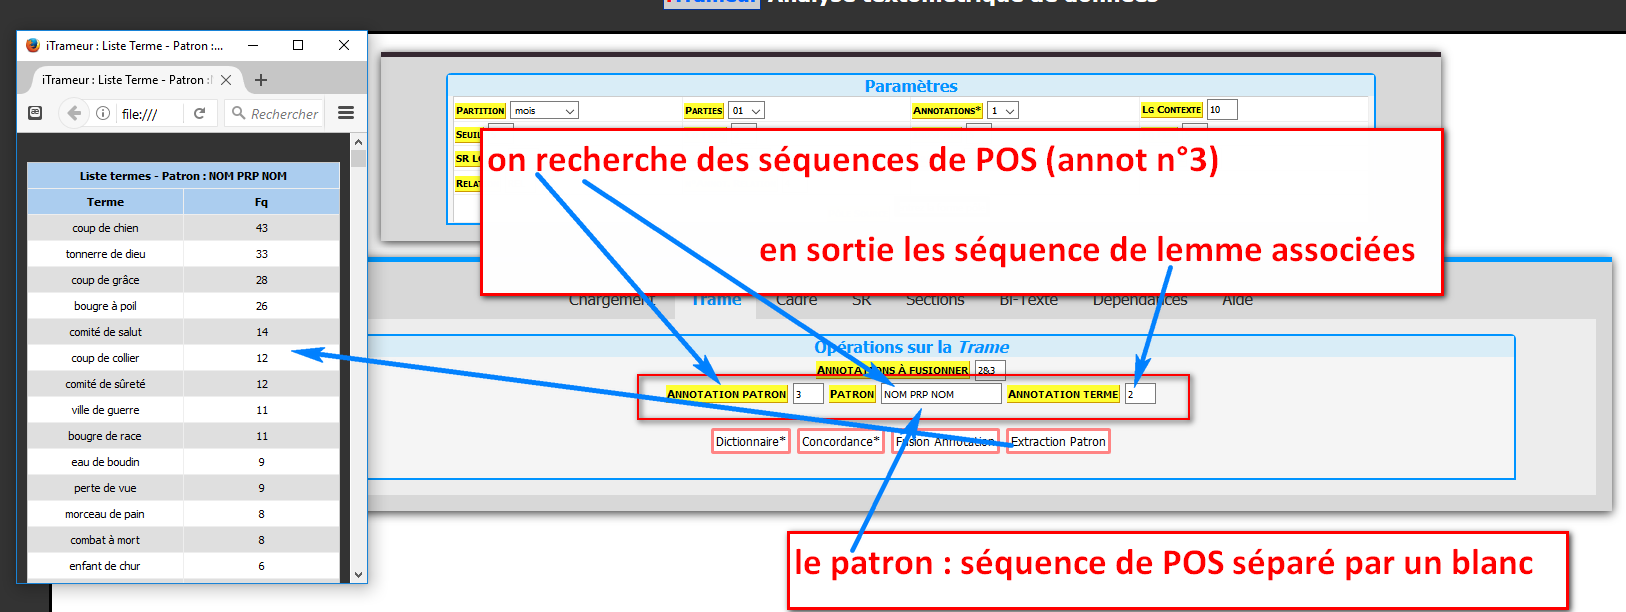 iTrameur Analyse textométrique de données
iTrameur : Liste Terme - Patron :...
iTrameur : Liste Terme - Patron :
file:///
Rechercher
Liste termes - Patron : NOM PRP NOM
Terme Fq
coup de chien 43
tonnerre de dieu 33
coup de grâce 28
bougre à poil 26
comité de salut 14
coup de collier 12
comité de sûreté 12
ville de guerre 11
bougre de race 11
eau de boudin 9
perte de vue 9
morceau de pain 8
combat à mort 8
enfant de chur 6
Paramètres
PARTITION mois PARTIES 01 ANNOTATIONS* 1 LG CONTEXTE 10
SEUIL
SR
RELAT
on recherche des séquences de POS (annot n°3)
en sortie les séquence de lemme associées
Chargement Trame Cadre SR Sections Bi-Texte Dépendances Aide
Opérations sur la Trame
ANNOTATIONS À FUSIONNER 2&3
ANNOTATION PATRON 3 PATRON NOM PRP NOM ANNOTATION TERME 2
Dictionnaire* Concordance* Fusion Annotation Extraction Patron
le patron : séquence de POS séparé par un blanc